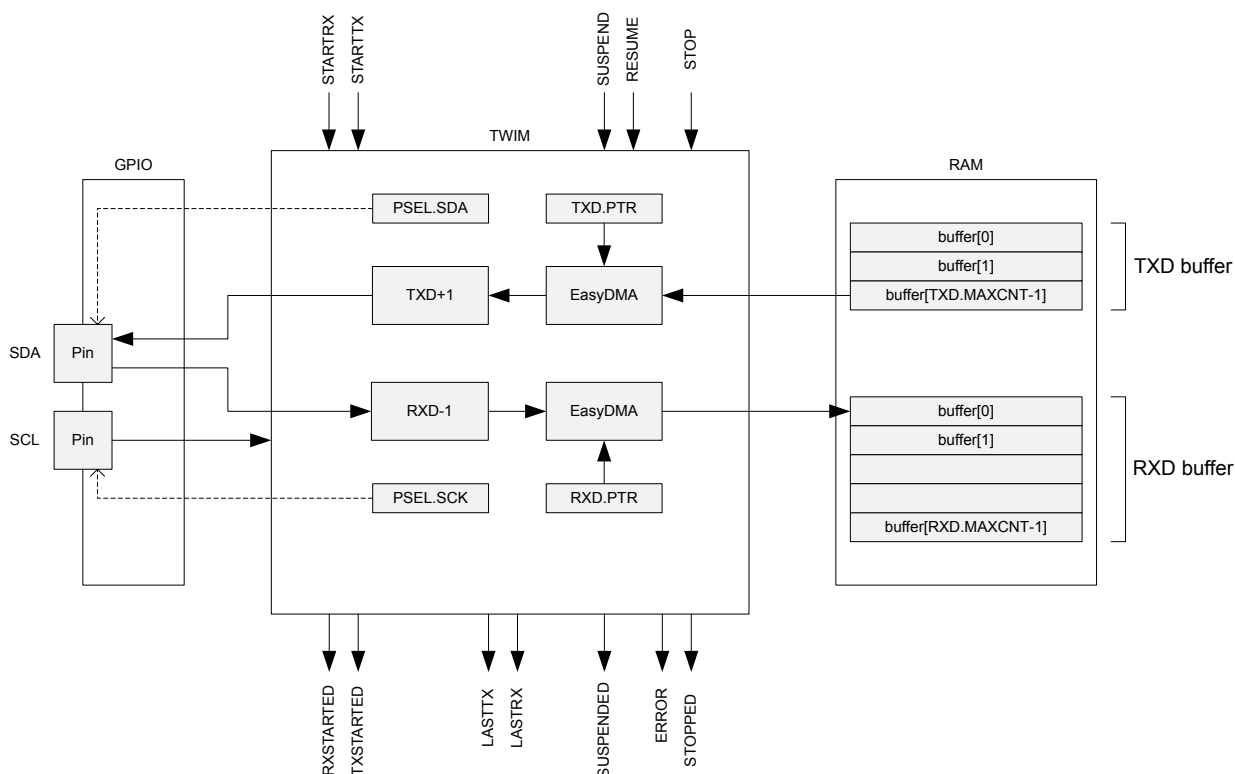 STARTRX
STARTTX
SUSPEND
RESUME
STOP
TWIM
GPIO
RAM
PSEL.SDA
TXD.PTR
buffer[0]
buffer[1]
buffer[TXD.MAXCNT-1]
TXD buffer
TXD+1
EasyDMA
SDA
Pin
RXD-1
EasyDMA
SCL
Pin
buffer[0]
buffer[1]
buffer[RXD.MAXCNT-1]
RXD buffer
PSEL.SCK
RXD.PTR
RXSTARTED
TXSTARTED
LASTTX
LASTRX
SUSPENDED
ERROR
STOPPED